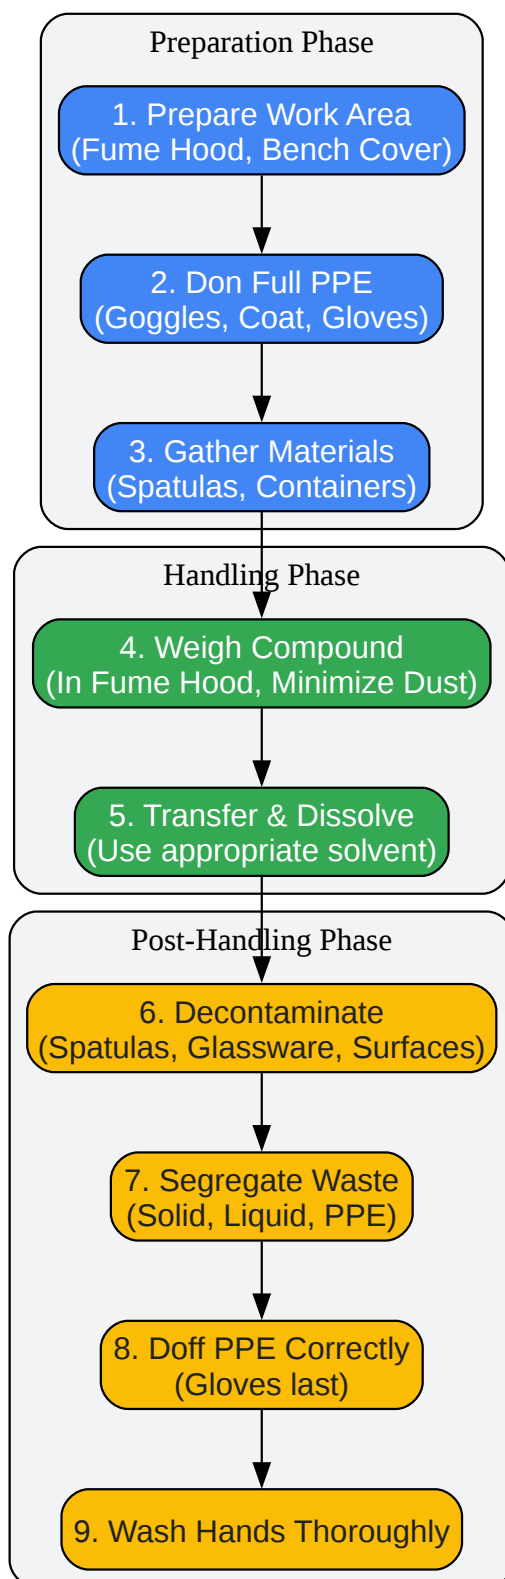 Preparation Phase
1. Prepare Work Area
(Fume Hood, Bench Cover)
2. Don Full PPE
(Goggles, Coat, Gloves)
3. Gather Materials
(Spatulas, Containers)
Handling Phase
4. Weigh Compound
(In Fume Hood, Minimize Dust)
5. Transfer & Dissolve
(Use appropriate solvent)
Post-Handling Phase
6. Decontaminate
(Spatulas, Glassware, Surfaces)
7. Segregate Waste
(Solid, Liquid, PPE)
8. Doff PPE Correctly
(Gloves last)
9. Wash Hands Thoroughly